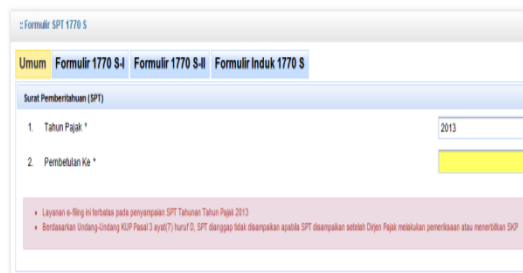 :: Formulir SPT 1770 S
Umum Formulir 1770 S-I Formulir 1770 S-II Formulir Induk 1770 S
Surat Pemberitahuan (SPT)
1. Tahun Pajak * 2013
2. Pembetulan Ke *
• Layanan e-filing ini terbatas pada penyampaian SPT Tahunan Tahun Pajak 2013
• Berdasarkan Undang-Undang KUP Pasal 3 ayat(7) huruf D, SPT dianggap tidak disampaikan apabila SPT disampaikan setelah Dirjen Pajak melakukan pemeriksaan atau menerbitkan SKP